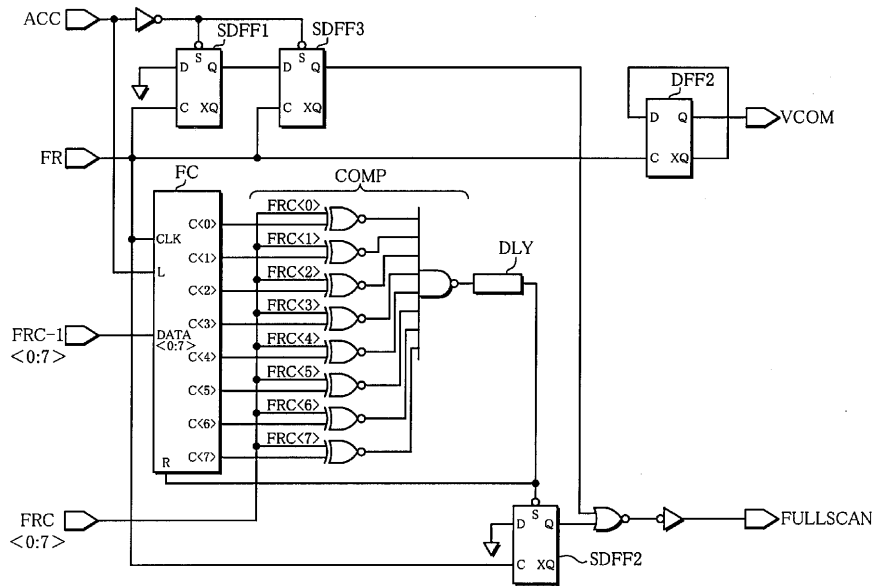 ACC
SDFF1
SDFF3
S
D Q
C XQ
S
D Q
C XQ
DFF2
D Q
C XQ
VCOM
FR
FC
COMP
CLK
L
DATA
<0:7>
R
C<0>
C<1>
C<2>
C<3>
C<4>
C<5>
C<6>
C<7>
FRC<0>
FRC<1>
FRC<2>
FRC<3>
FRC<4>
FRC<5>
FRC<6>
FRC<7>
DLY
FRC-1
<0:7>
FRC
<0:7>
S
D Q
C XQ
SDFF2
FULLSCAN